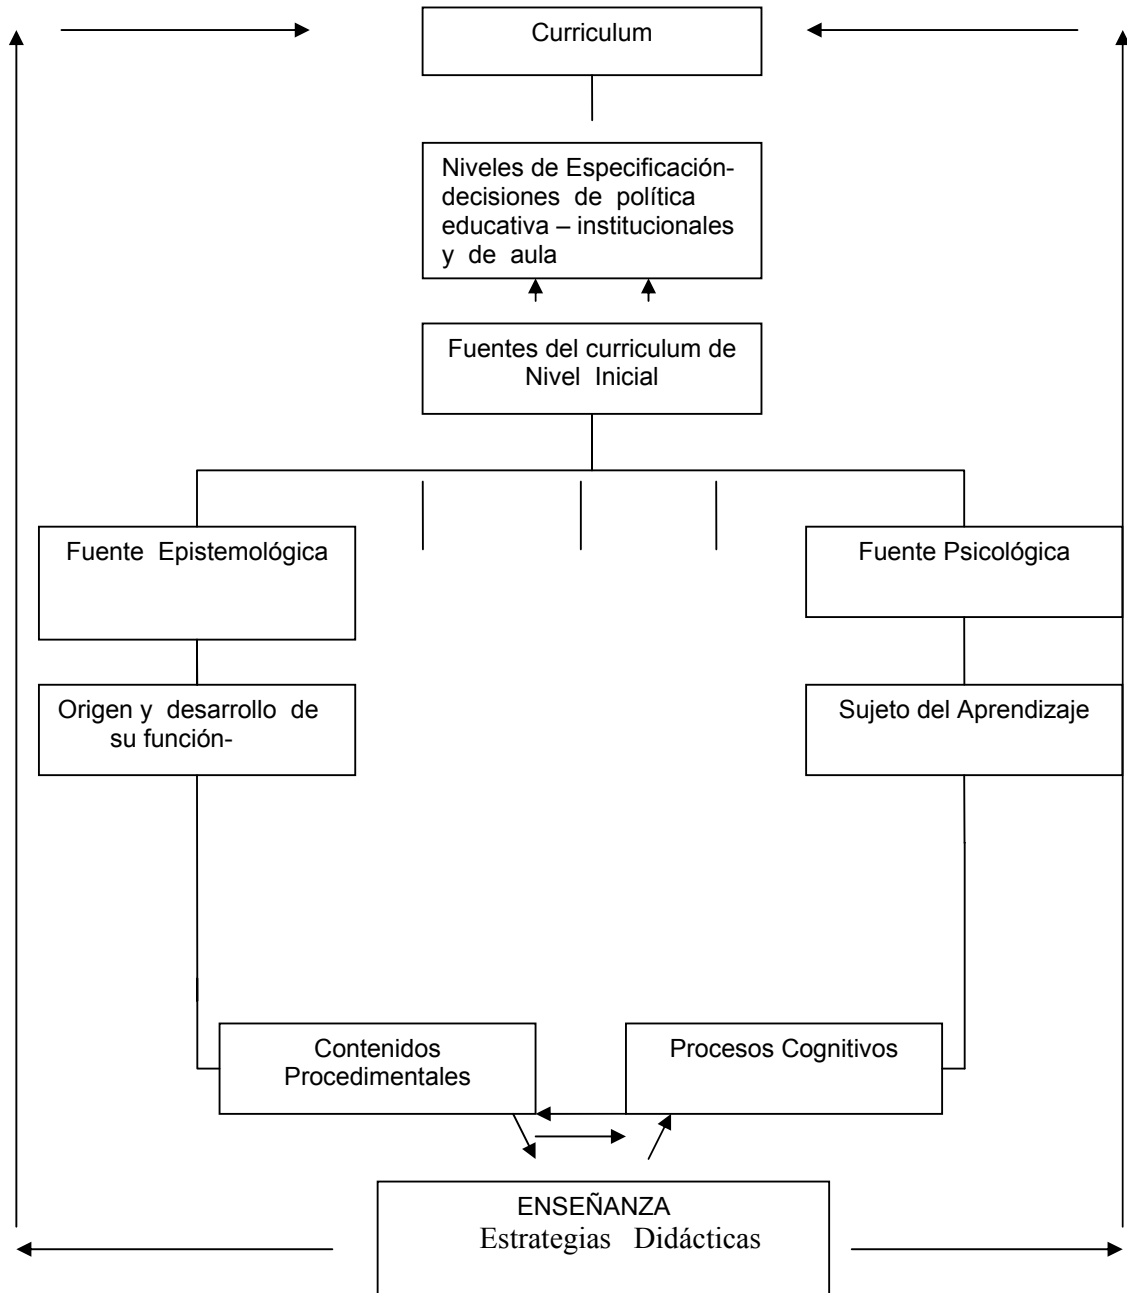 Curriculum
Niveles de Especificación-
decisiones de política
educativa – institucionales
y de aula
Fuentes del curriculum de
Nivel Inicial
Fuente Epistemológica
Fuente Psicológica
Origen y desarrollo de
su función-
Sujeto del Aprendizaje
Contenidos
Procedimentales
Procesos Cognitivos
ENSEÑANZA
Estrategias Didácticas